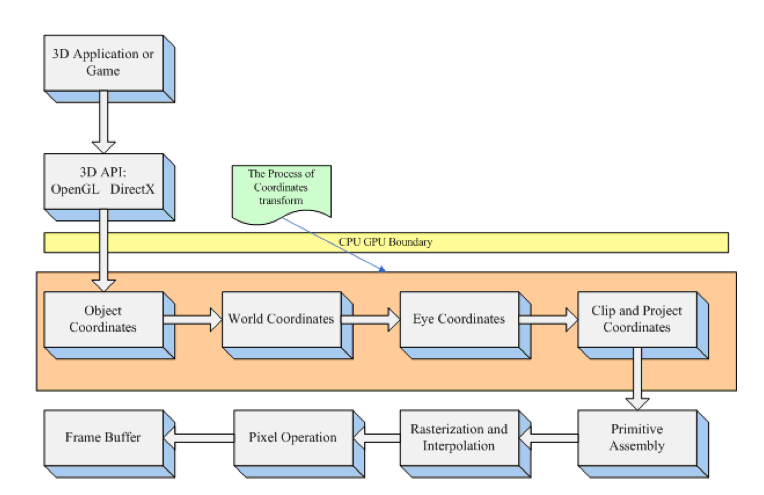 3D Application or
Game
3D API:
OpenGL DirectX
The Process of
Coordinates
transform
CPU GPU Boundary
Object
Coordinates
World Coordinates
Eye Coordinates
Clip and Project
Coordinates
Frame Buffer
Pixel Operation
Rasterization and
Interpolation
Primitive
Assembly